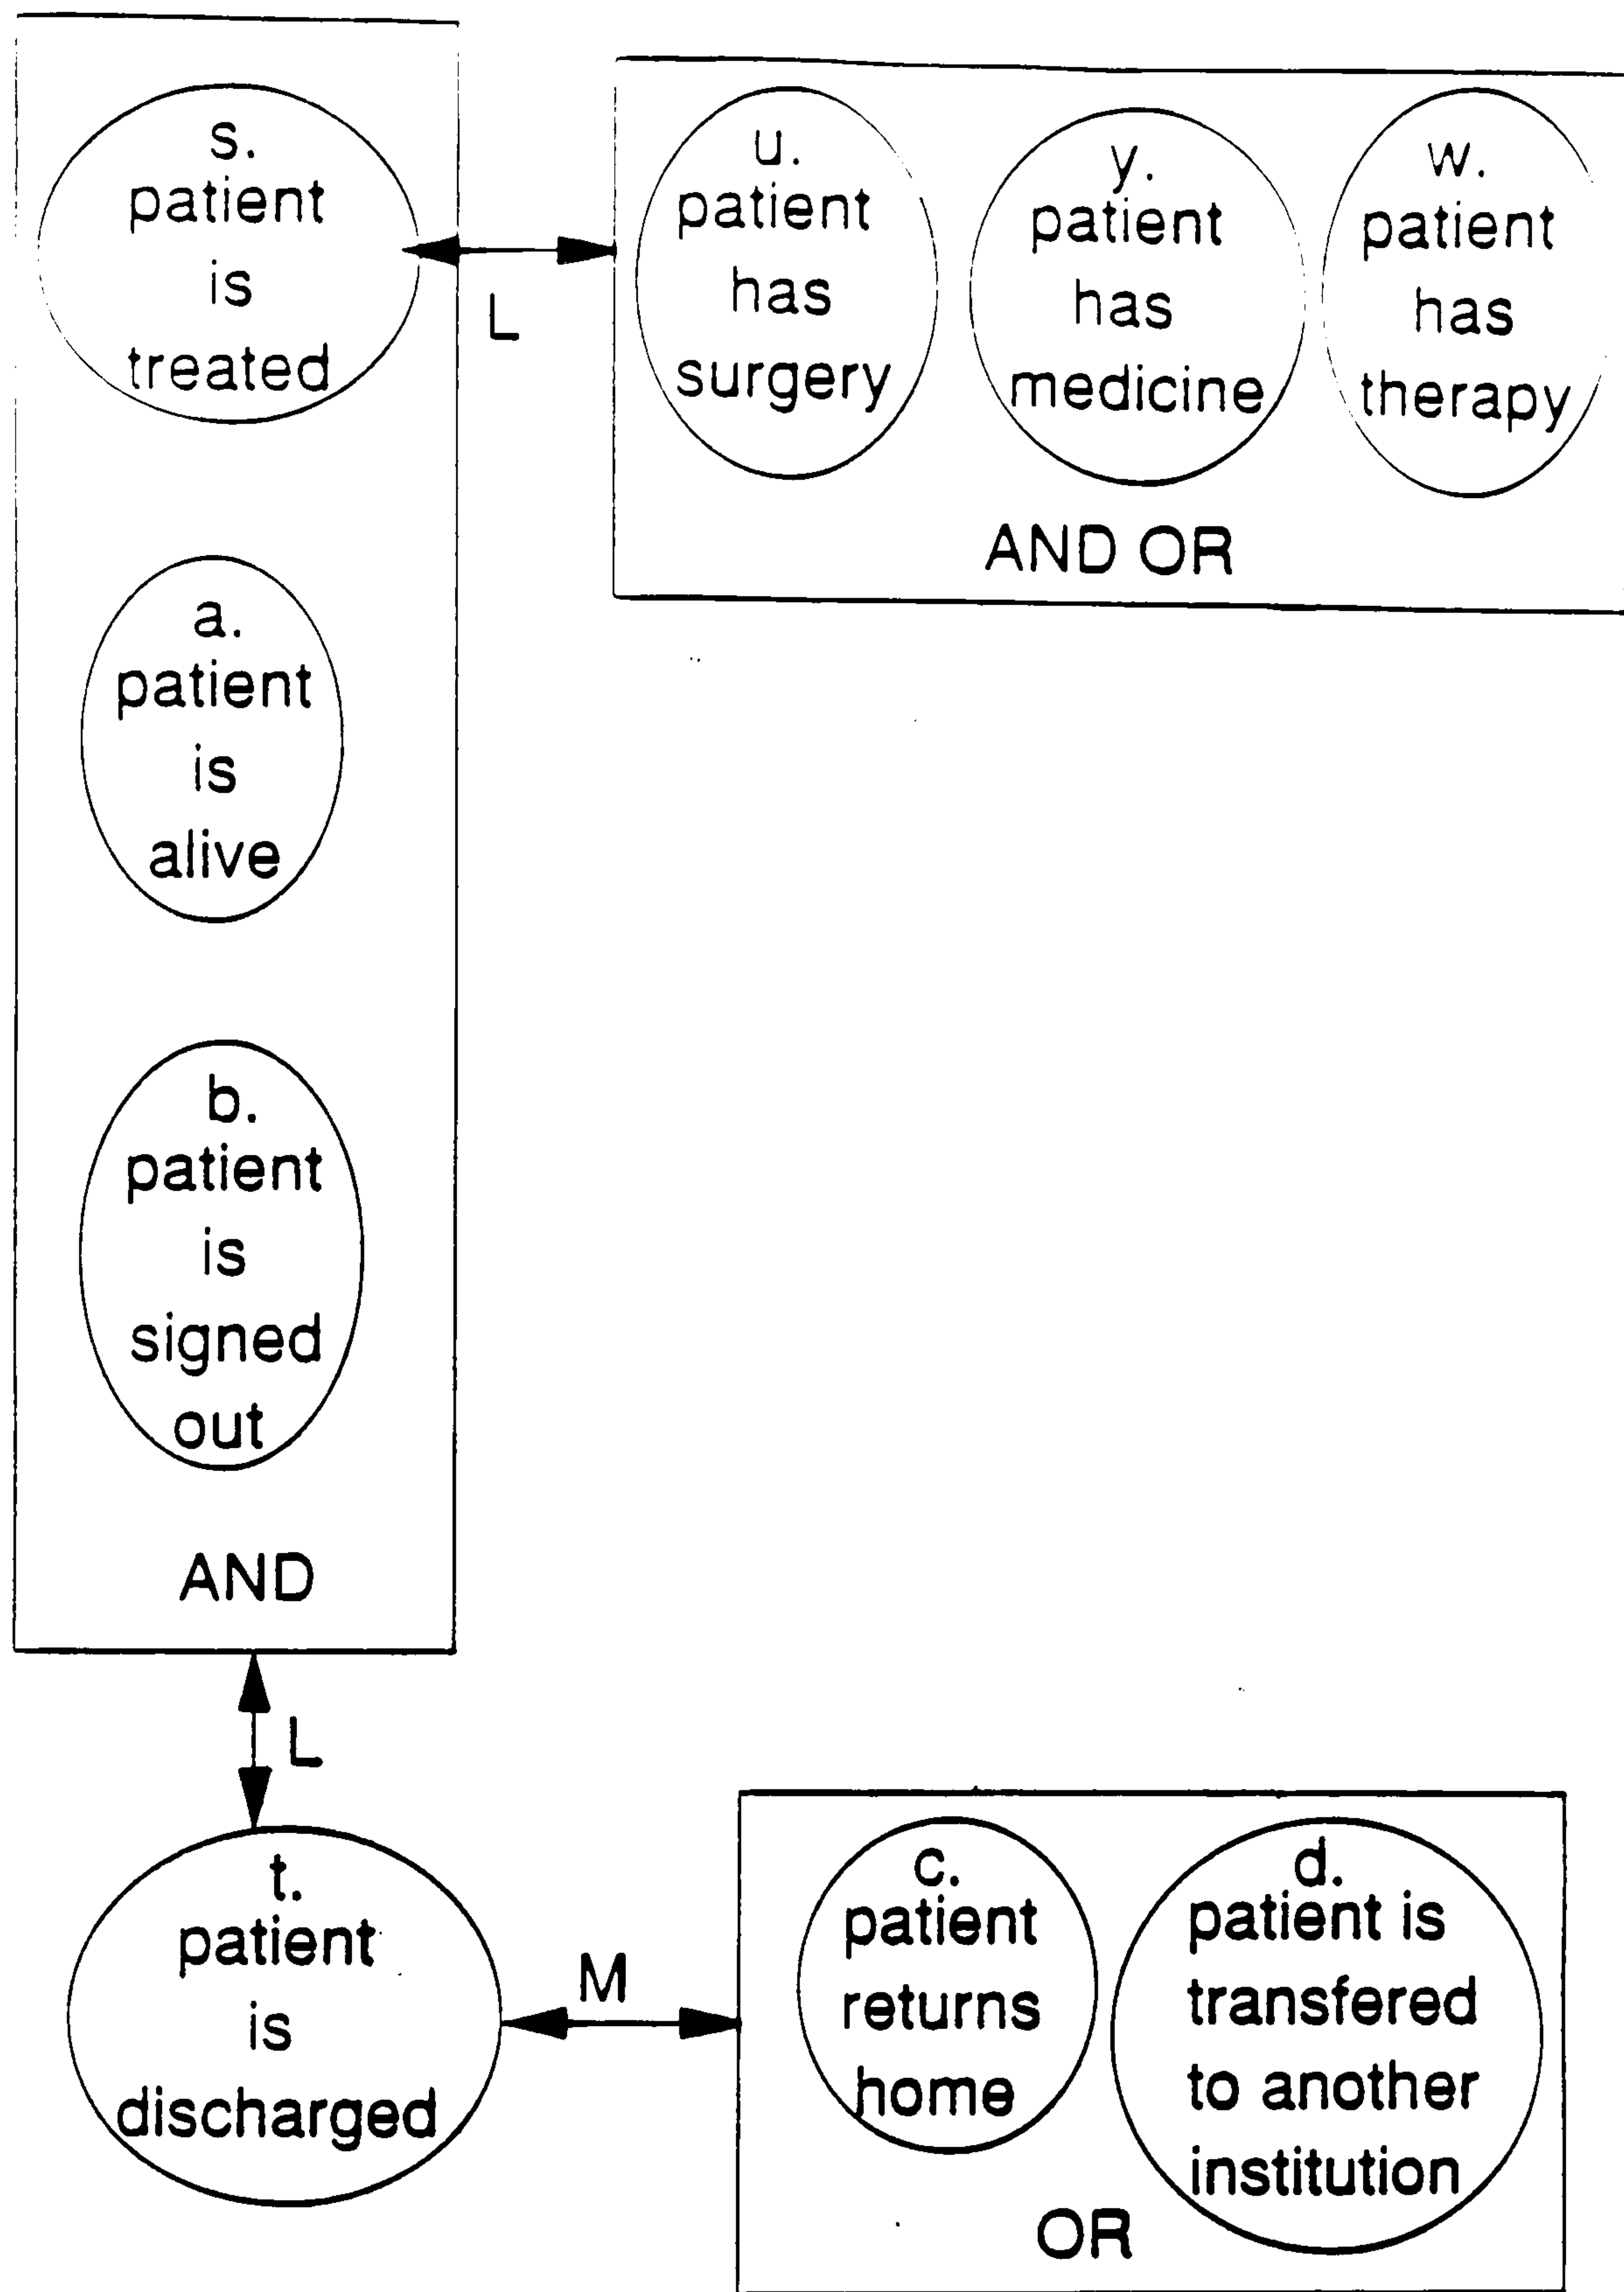 s.
patient
is
treated
L
u.
patient
has
surgery
y.
patient
has
medicine
w.
patient
has
therapy
AND OR
a.
patient
is
alive
b.
patient
is
signed
out
AND
L
t.
patient
is
discharged
M
c.
patient
returns
home
d.
patient is
transfered
to another
institution
OR